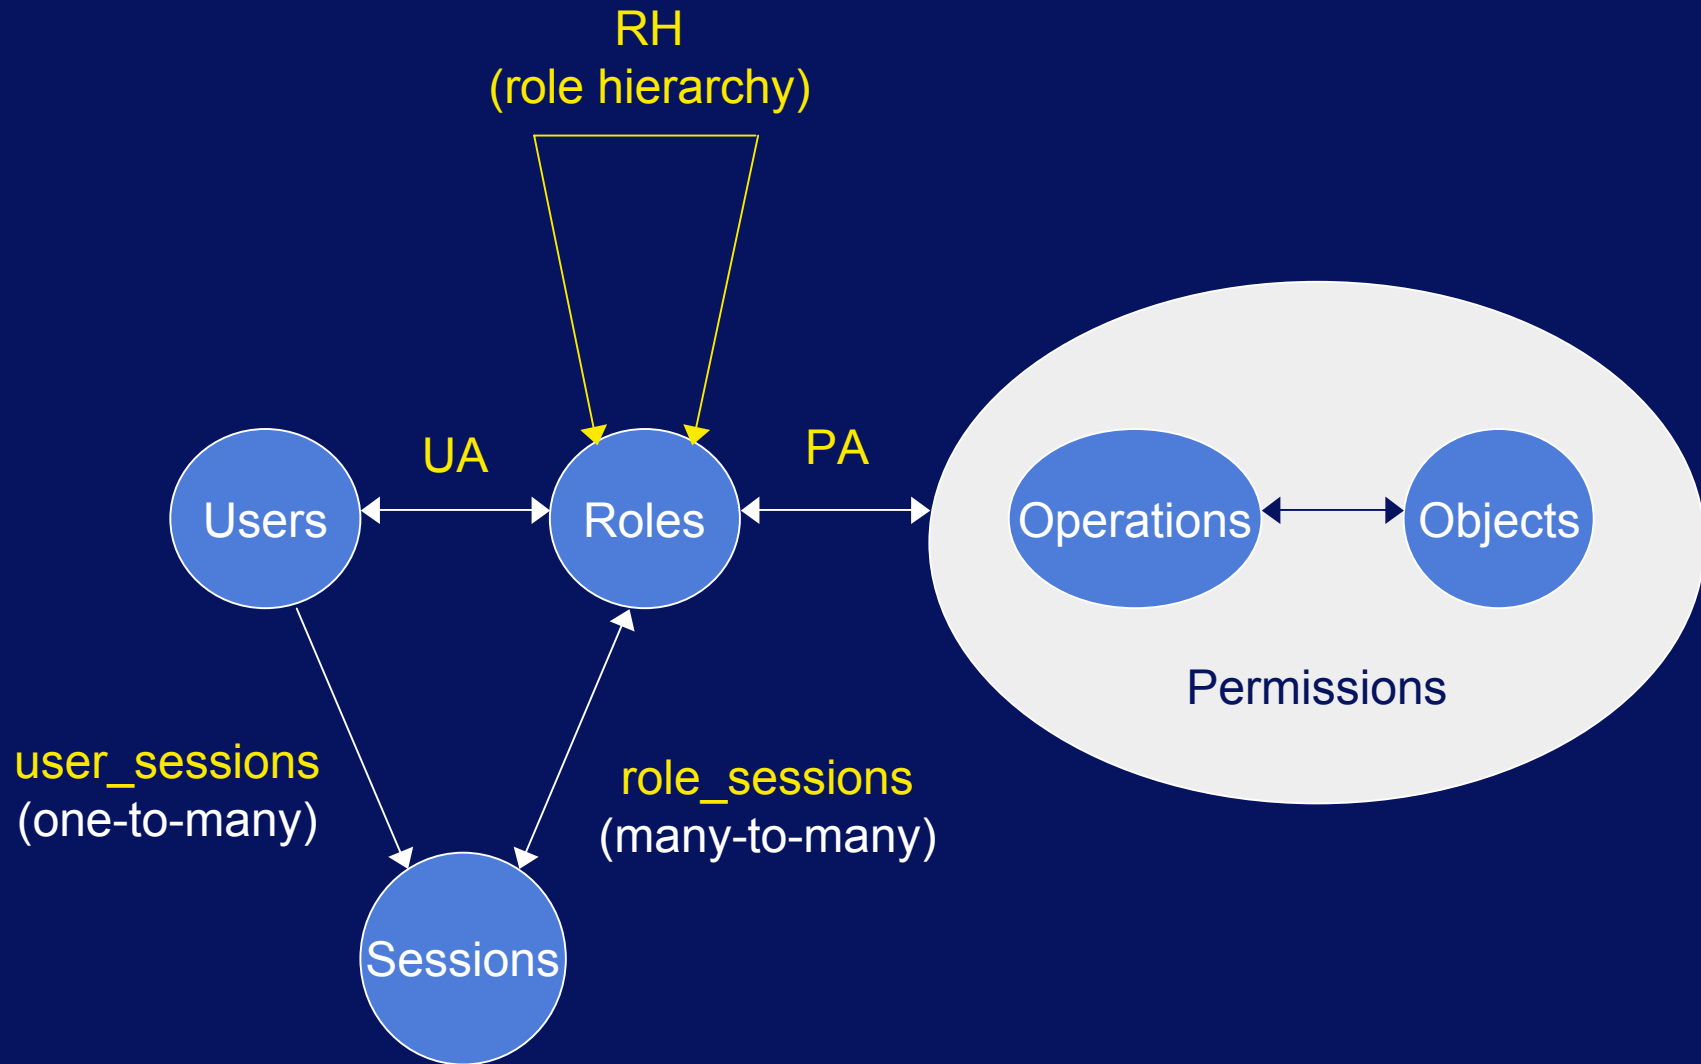 RH
(role hierarchy)
UA
PA
Users
Roles
Operations
Objects
Permissions
user_sessions
(one-to-many)
role_sessions
(many-to-many)
Sessions